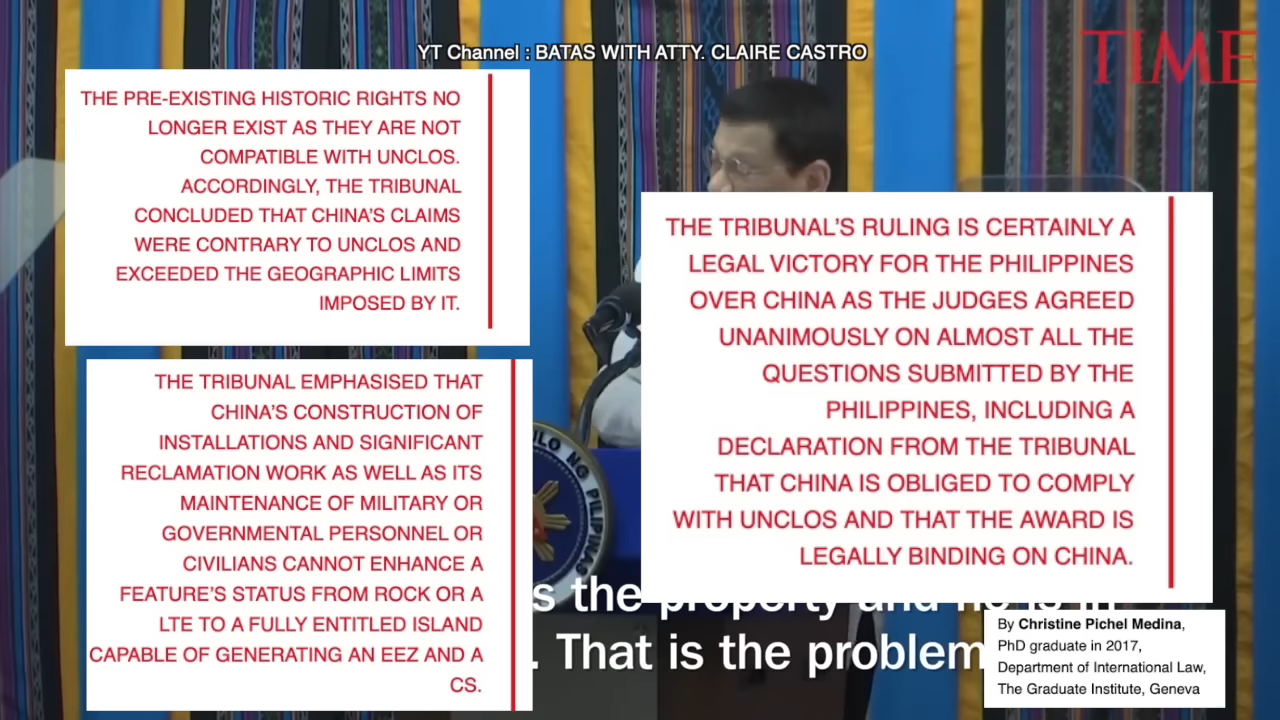 YT Channel : BATAS WITH ATTY. CLAIRE CASTRO
TIME
THE PRE-EXISTING HISTORIC RIGHTS NO
LONGER EXIST AS THEY ARE NOT
COMPATIBLE WITH UNCLOS.
ACCORDINGLY, THE TRIBUNAL
CONCLUDED THAT CHINA'S CLAIMS
WERE CONTRARY TO UNCLOS AND
EXCEEDED THE GEOGRAPHIC LIMITS
IMPOSED BY IT.
THE TRIBUNAL EMPHASISED THAT
CHINA'S CONSTRUCTION OF
INSTALLATIONS AND SIGNIFICANT
RECLAMATION WORK AS WELL AS ITS
MAINTENANCE OF MILITARY OR
GOVERNMENTAL PERSONNEL OR
CIVILIANS CANNOT ENHANCE A
FEATURE'S STATUS FROM ROCK OR A
LTE TO A FULLY ENTITLED ISLAND
CAPABLE OF GENERATING AN EEZ AND A
CS.
THE TRIBUNAL'S RULING IS CERTAINLY A
LEGAL VICTORY FOR THE PHILIPPINES
OVER CHINA AS THE JUDGES AGREED
UNANIMOUSLY ON ALMOST ALL THE
QUESTIONS SUBMITTED BY THE
PHILIPPINES, INCLUDING A
DECLARATION FROM THE TRIBUNAL
THAT CHINA IS OBLIGED TO COMPLY
WITH UNCLOS AND THAT THE AWARD IS
LEGALLY BINDING ON CHINA.
NG PILIPINAS
the property and he is in
. That is the problem
By Christine Pichel Medina,
PhD graduate in 2017,
Department of International Law,
The Graduate Institute, Geneva